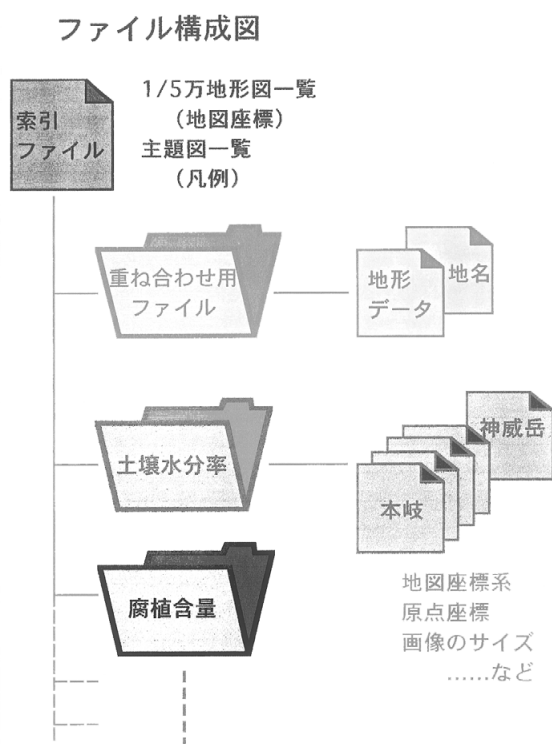 ファイル構成図
索引
ファイル
1/5万地形図一覧
（地図座標）
主題図一覧
（凡例）
重ね合わせ用
ファイル
地形
データ
地名
土壌水分率
神威岳
本岐
腐植含量
地図座標系
原点座標
画像のサイズ
……など